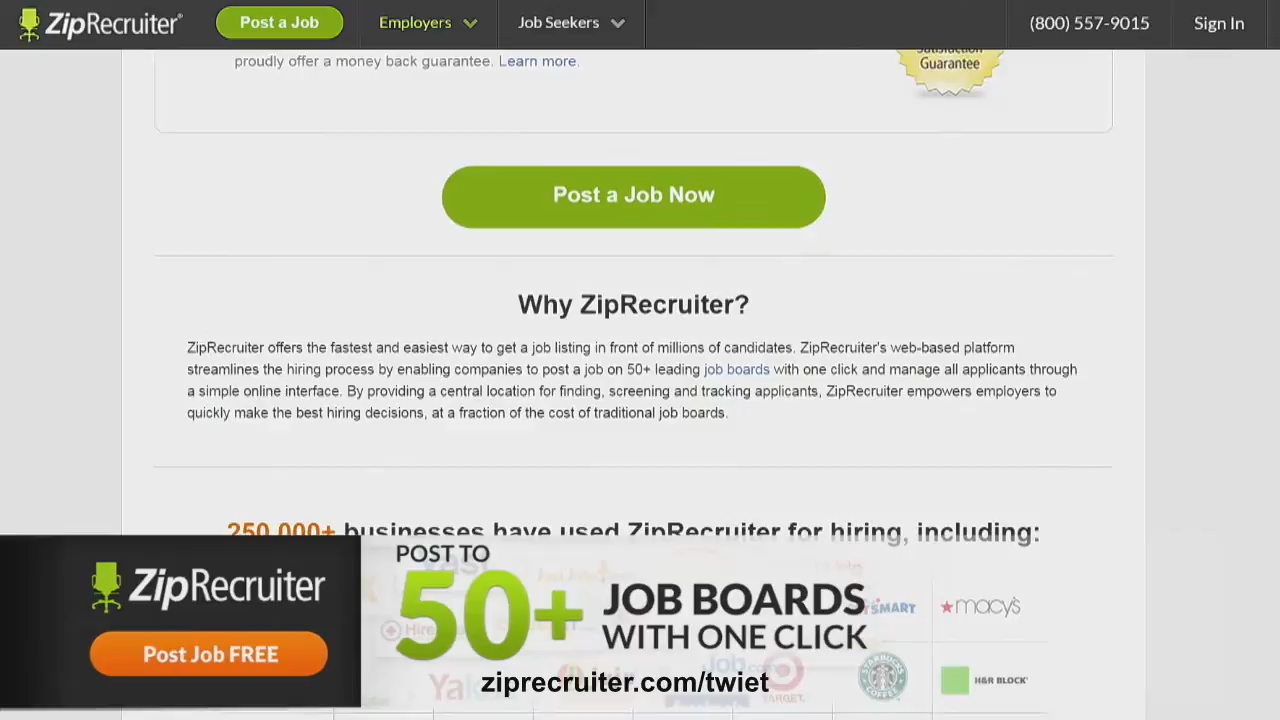 ZipRecruiter®
Post a Job
Employers
Job Seekers
(800) 557-9015
Sign In
proudly offer a money back guarantee. Learn more.
Satisfaction
Guarantee
Post a Job Now
Why ZipRecruiter?
ZipRecruiter offers the fastest and easiest way to get a job listing in front of millions of candidates. ZipRecruiter's web-based platform
streamlines the hiring process by enabling companies to post a job on 50+ leading job boards with one click and manage all applicants through
a simple online interface. By providing a central location for finding, screening and tracking applicants, ZipRecruiter empowers employers to
quickly make the best hiring decisions, at a fraction of the cost of traditional job boards.
250,000+ businesses have used ZipRecruiter for hiring, including:
ZipRecruiter
Post Job FREE
POST TO
50+
JOB BOARDS
WITH ONE CLICK
ziprecruiter.com/twiet
macys
STARBUCKS
COFFEE
TARGET
H&R BLOCK